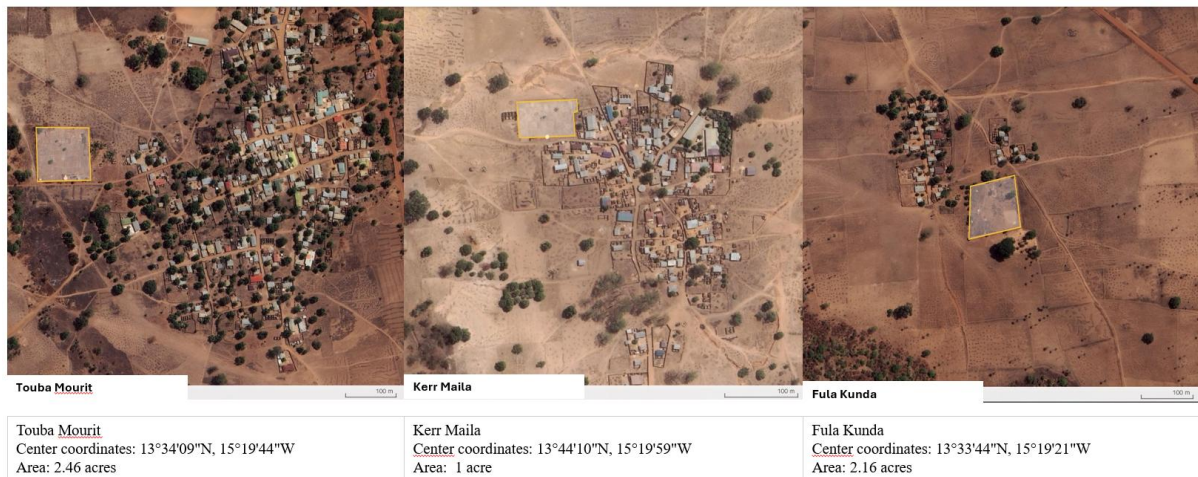 Touba Mourit
100 m
Kerr Maila
100 m
Fula Kunda
100 m
Touba Mourit
Center coordinates: 13°34'09"N, 15°19'44"W
Area: 2.46 acres
Kerr Maila
Center coordinates: 13°44'10"N, 15°19'59"W
Area:  1 acre
Fula Kunda
Center coordinates: 13°33'44"N, 15°19'21"W
Area: 2.16 acres